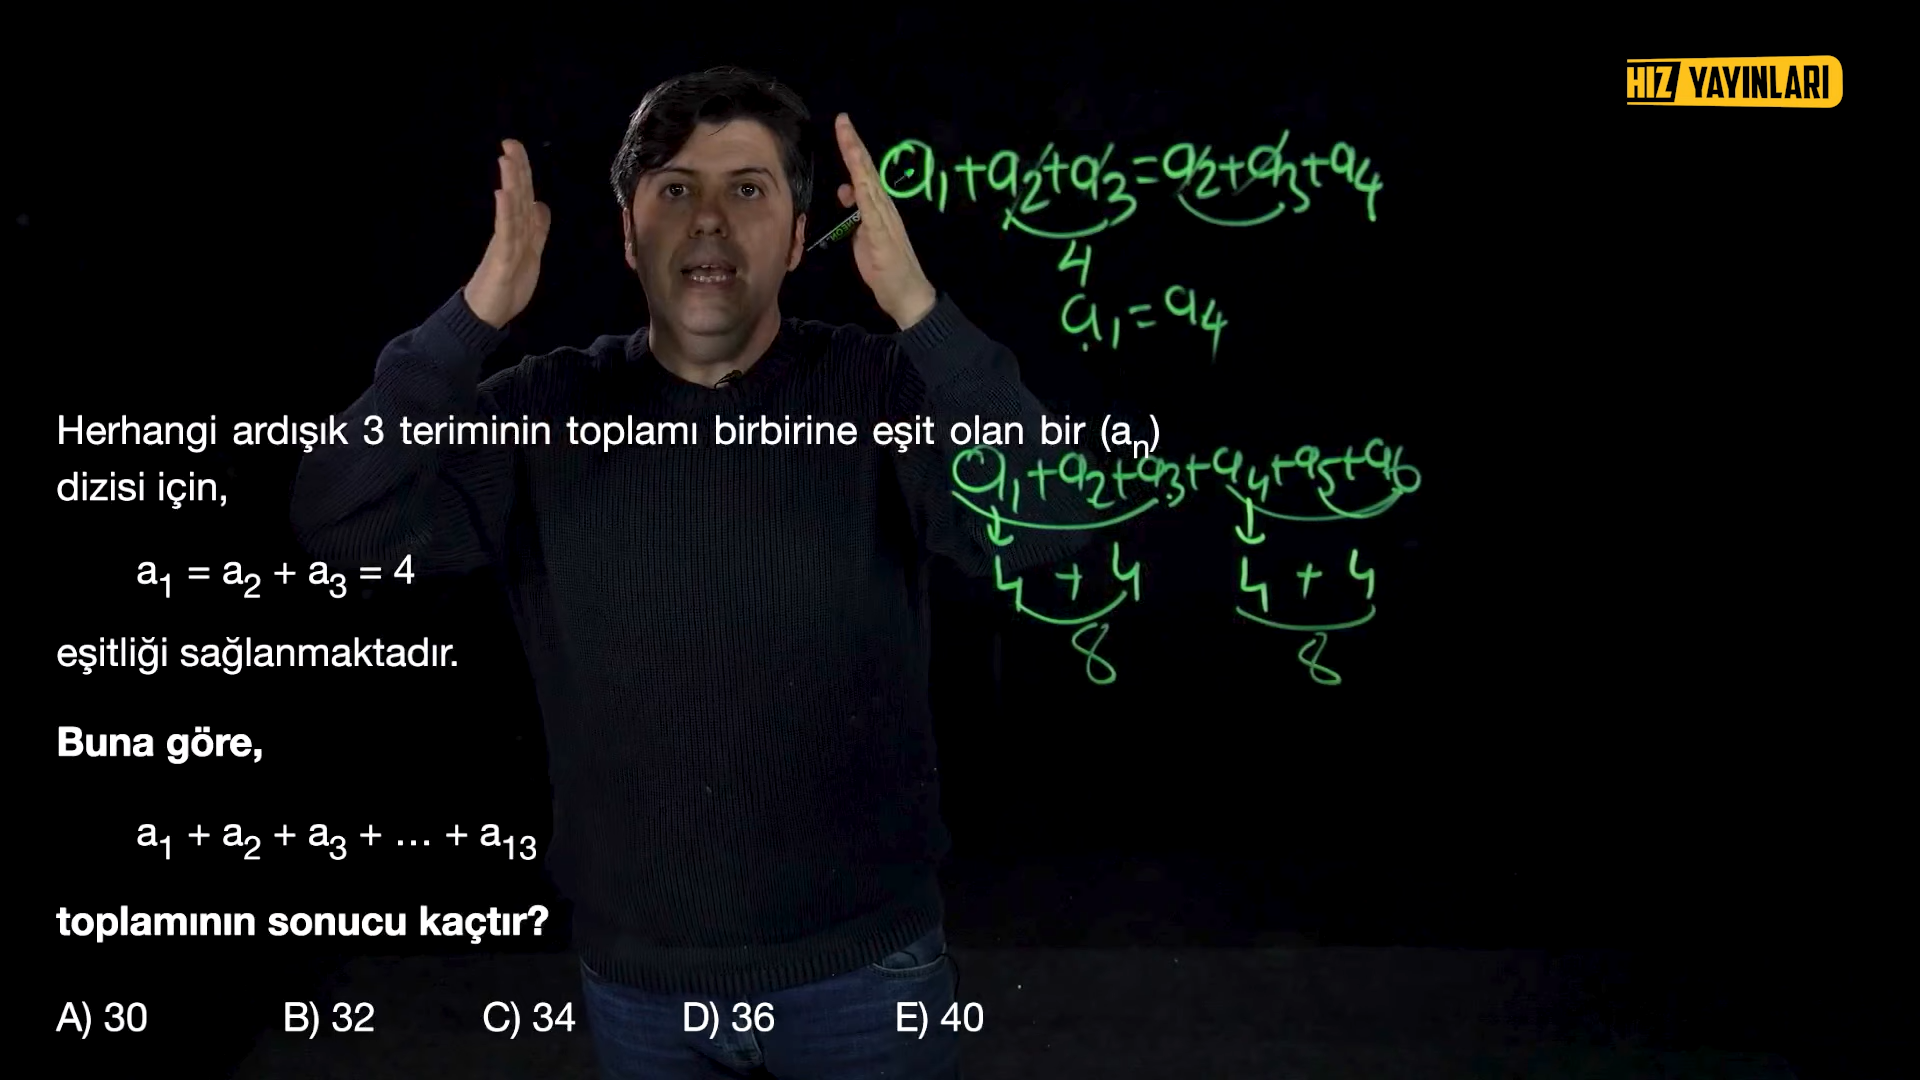 HIZ YAYINLARI
a₁+a₂+a₃=a₂+a₃+a₄
4
a₁=a₄
Herhangi ardışık 3 teriminin toplamı birbirine eşit olan bir (aₙ)
dizisi için,
a₁+a₂+a₃+a₄+a₅+a₆
4 + 4 4 + 4
8 8
a₁ = a₂ + a₃ = 4
eşitliği sağlanmaktadır.
Buna göre,
a₁ + a₂ + a₃ + ... + a₁₃
toplamının sonucu kaçtır?
A) 30 B) 32 C) 34 D) 36 E) 40